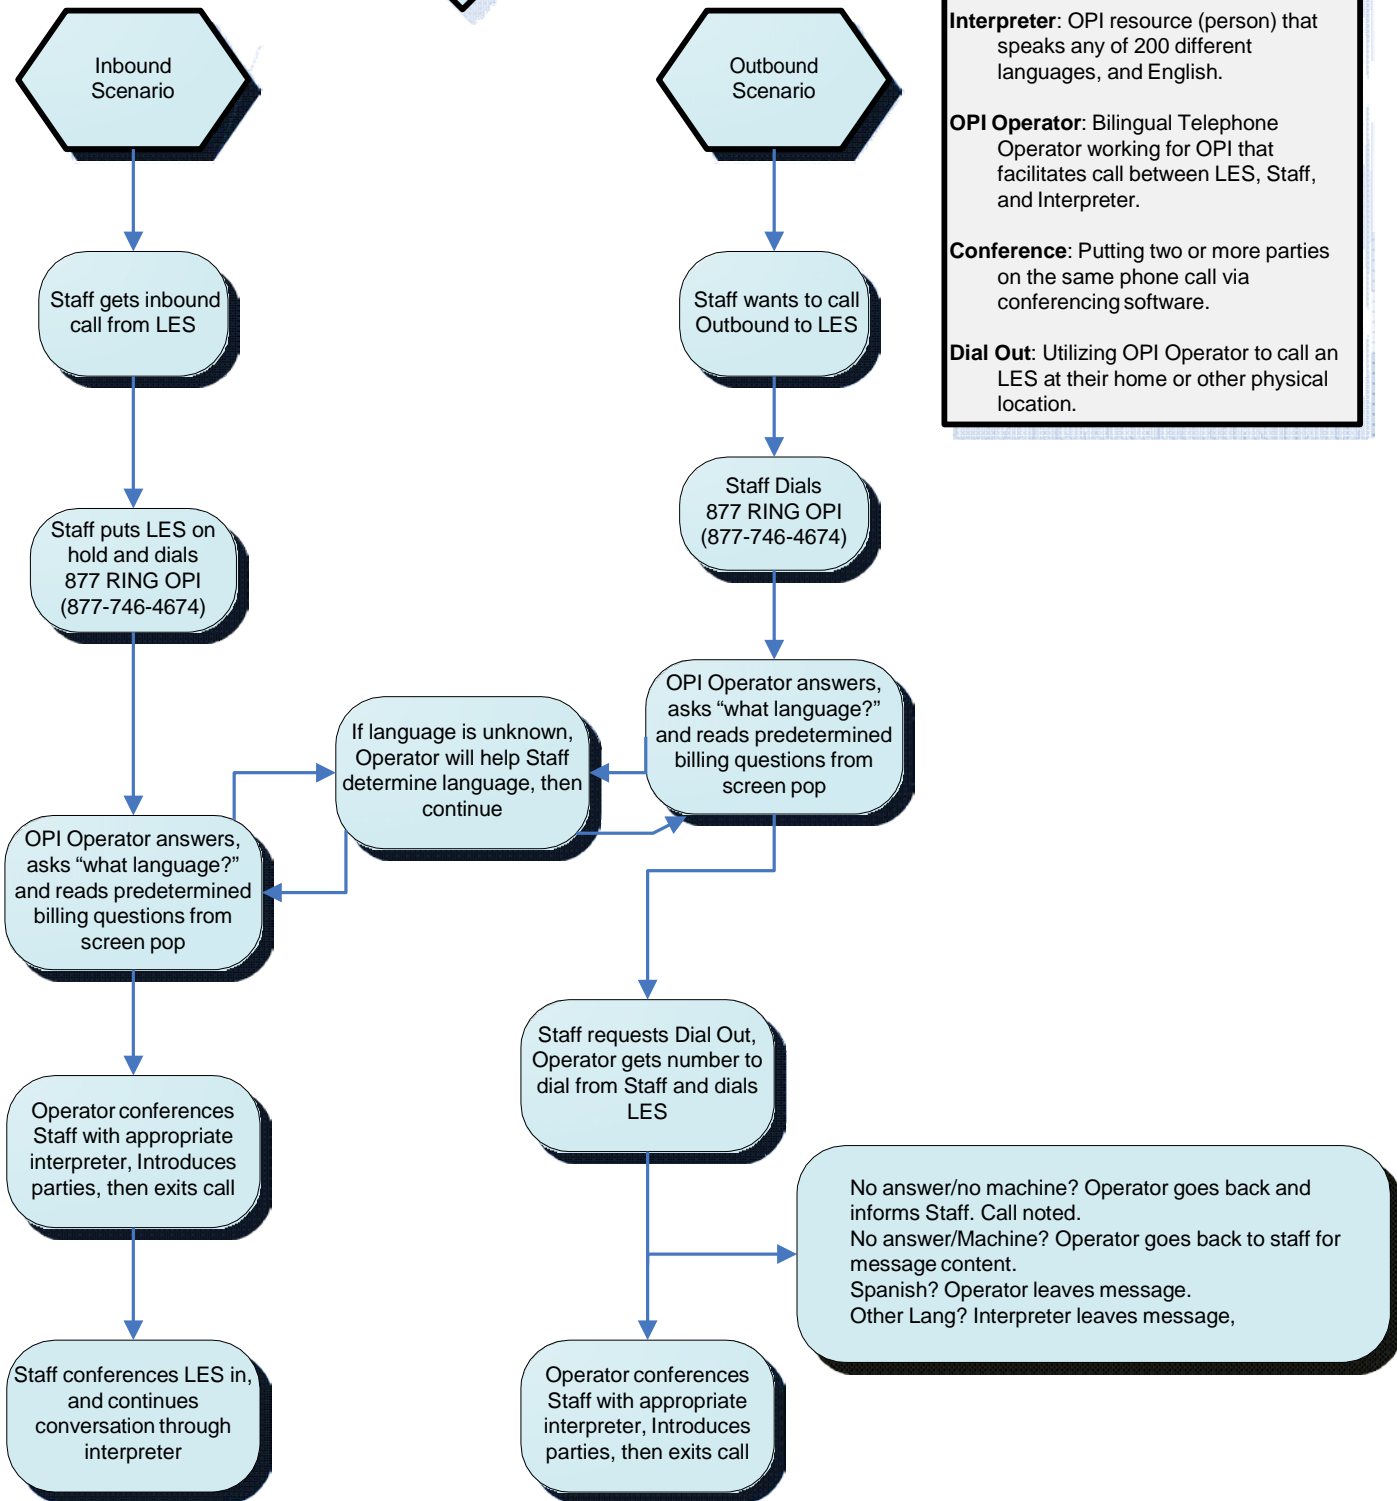 Inbound
Scenario
Staff gets inbound
call from LES
Staff puts LES on
hold and dials
877 RING OPI
(877-746-4674)
OPI Operator answers,
asks “what language?”
and reads predetermined
billing questions from
screen pop
Operator conferences
Staff with appropriate
interpreter, Introduces
parties, then exits call
Staff conferences LES in,
and continues
conversation through
interpreter
If language is unknown,
Operator will help Staff
determine language, then
continue
Outbound
Scenario
Staff wants to call
Outbound to LES
Staff Dials
877 RING OPI
(877-746-4674)
OPI Operator answers,
asks “what language?”
and reads predetermined
billing questions from
screen pop
Staff requests Dial Out,
Operator gets number to
dial from Staff and dials
LES
No answer/no machine? Operator goes back and
informs Staff. Call noted.
No answer/Machine? Operator goes back to staff for
message content.
Spanish? Operator leaves message.
Other Lang? Interpreter leaves message,
Operator conferences
Staff with appropriate
interpreter, Introduces
parties, then exits call
Interpreter: OPI resource (person) that
speaks any of 200 different
languages, and English.
OPI Operator: Bilingual Telephone
Operator working for OPI that
facilitates call between LES, Staff,
and Interpreter.
Conference: Putting two or more parties
on the same phone call via
conferencing software.
Dial Out: Utilizing OPI Operator to call an
LES at their home or other physical
location.